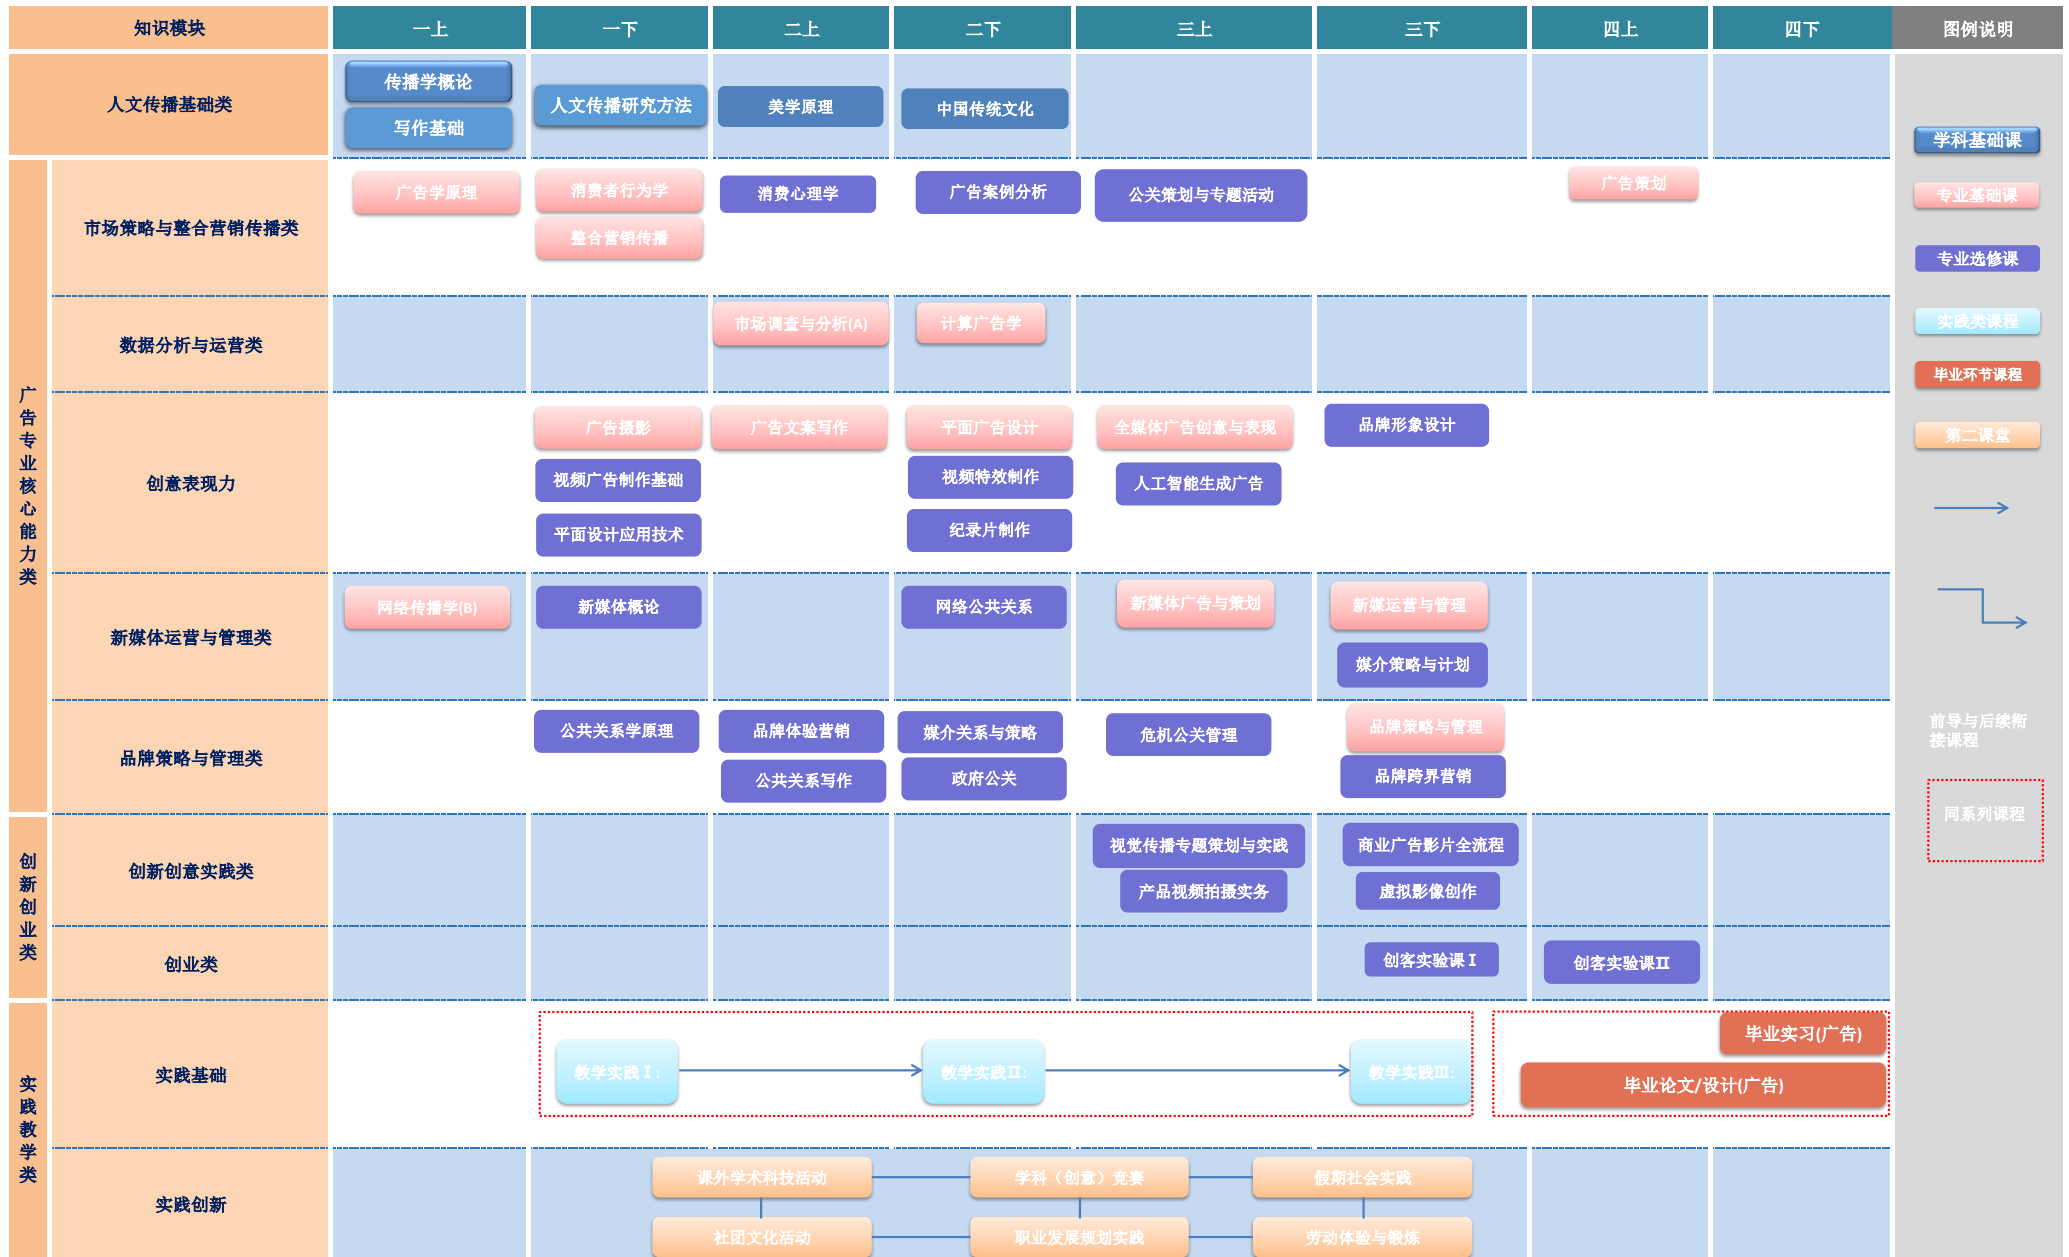 知识模块
一上
一下
二上
二下
三上
三下
四上
四下
图例说明
人文传播基础类
传播学概论
写作基础
人文传播研究方法
美学原理
中国传统文化
广告专业核心能力类
市场策略与整合营销传播类
广告学原理
消费者行为学
整合营销传播
消费心理学
广告案例分析
公关策划与专题活动
广告策划
数据分析与运营类
市场调查与分析(A)
计算广告学
创意表现力
广告摄影
视频广告制作基础
平面设计应用技术
广告文案写作
平面广告设计
视频特效制作
纪录片制作
全媒体广告创意与表现
人工智能生成广告
品牌形象设计
新媒体运营与管理类
网络传播学(B)
新媒体概论
网络公共关系
新媒体广告与策划
新媒运营与管理
媒介策略与计划
品牌策略与管理类
公共关系学原理
品牌体验营销
公共关系写作
媒介关系与策略
政府公关
危机公关管理
品牌策略与管理
品牌跨界营销
创新创业类
创新创意实践类
视觉传播专题策划与实践
产品视频拍摄实务
商业广告影片全流程
虚拟影像创作
创业类
创客实验课Ⅰ
创客实验课Ⅱ
实践教学类
实践基础
教学实践Ⅰ:
教学实践Ⅱ:
教学实践Ⅲ:
毕业实习(广告)
毕业论文/设计(广告)
实践创新
课外学术科技活动
学科（创意）竞赛
假期社会实践
社团文化活动
职业发展规划实践
劳动体验与锻炼
学科基础课
专业基础课
专业选修课
实践类课程
毕业环节课程
第二课堂
前导与后续衔
接课程
同系列课程